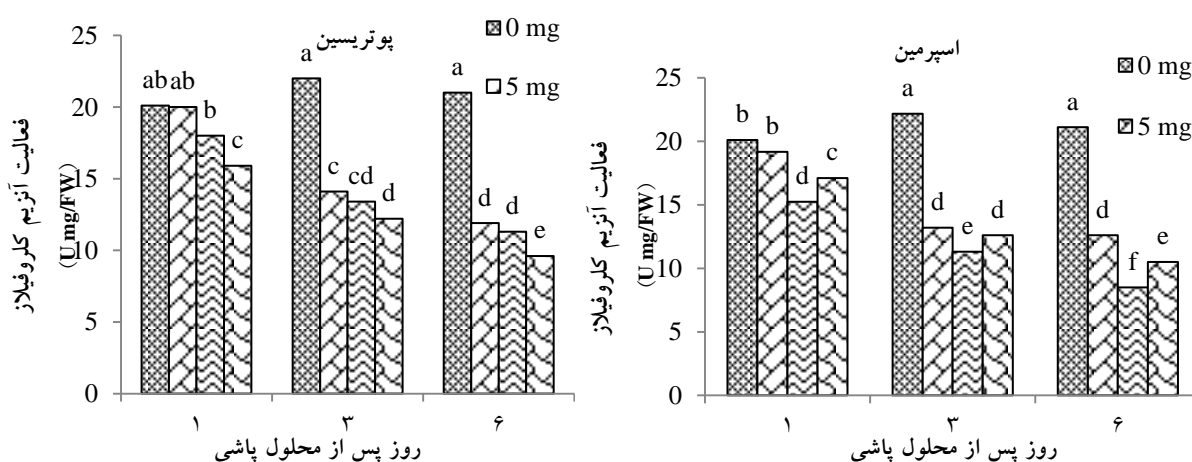 پوتریسین
0 mg
5 mg
فعالیت آنزیم کلروفیلاز
(U mg/FW)
25
20
15
10
5
0
ab ab b c
a c cd d
a d d e
۱ ۳ ۶
روز پس از محلول پاشی
اسپرمین
0 mg
5 mg
فعالیت آنزیم کلروفیلاز
(U mg/FW)
25
20
15
10
5
0
b b d c
a d e d
a d f e
۱ ۳ ۶
روز پس از محلول پاشی